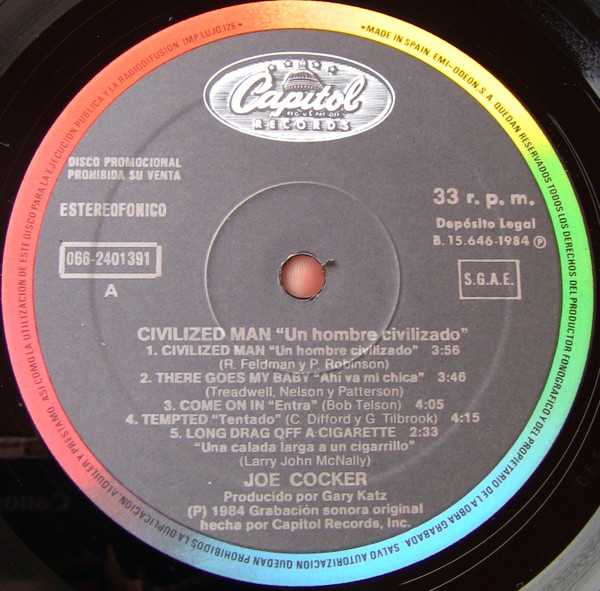 Capitol
REG. U.S. PAT. OFF.
RECORDS
DISCO PROMOCIONAL
PROHIBIDA SU VENTA
ESTEREOFONICO
066-2401391
A
33 r. p. m.
Depósito Legal
B. 15.646-1984 Ⓟ
S.G.A.E.
CIVILIZED MAN "Un hombre civilizado"
1. CIVILIZED MAN "Un hombre civilizado" 3:56
(R. Feldman y P. Robinson)
2. THERE GOES MY BABY "Ahi va mi chica" 3:46
(Treadwell, Nelson y Patterson)
3. COME ON IN "Entra" (Bob Telson) 4:05
4. TEMPTED "Tentado" (C. Difford y G. Tilbrook) 4:15
5. LONG DRAG OFF A CIGARETTE 2:33
"Una calada larga a un cigarrillo"
(Larry John McNally)
JOE COCKER
Producido por Gary Katz
(P) 1984 Grabación sonora original
hecha por Capitol Records, Inc.
MADE IN SPAIN. EMI-ODEON, S. A. QUEDAN RESERVADOS TODOS LOS DERECHOS DEL PRODUCTOR FONOGRAFICO Y DEL PROPIETARIO DE LA OBRA GRABADA. SALVO AUTORIZACION QUEDAN PROHIBIDOS LA DUPLICACION, ALQUILER Y PRESTAMO, ASI COMO LA UTILIZACION DE ESTE DISCO PARA LA EJECUCION PUBLICA Y LA RADIODIFUSION. IMP. LUJO, 126